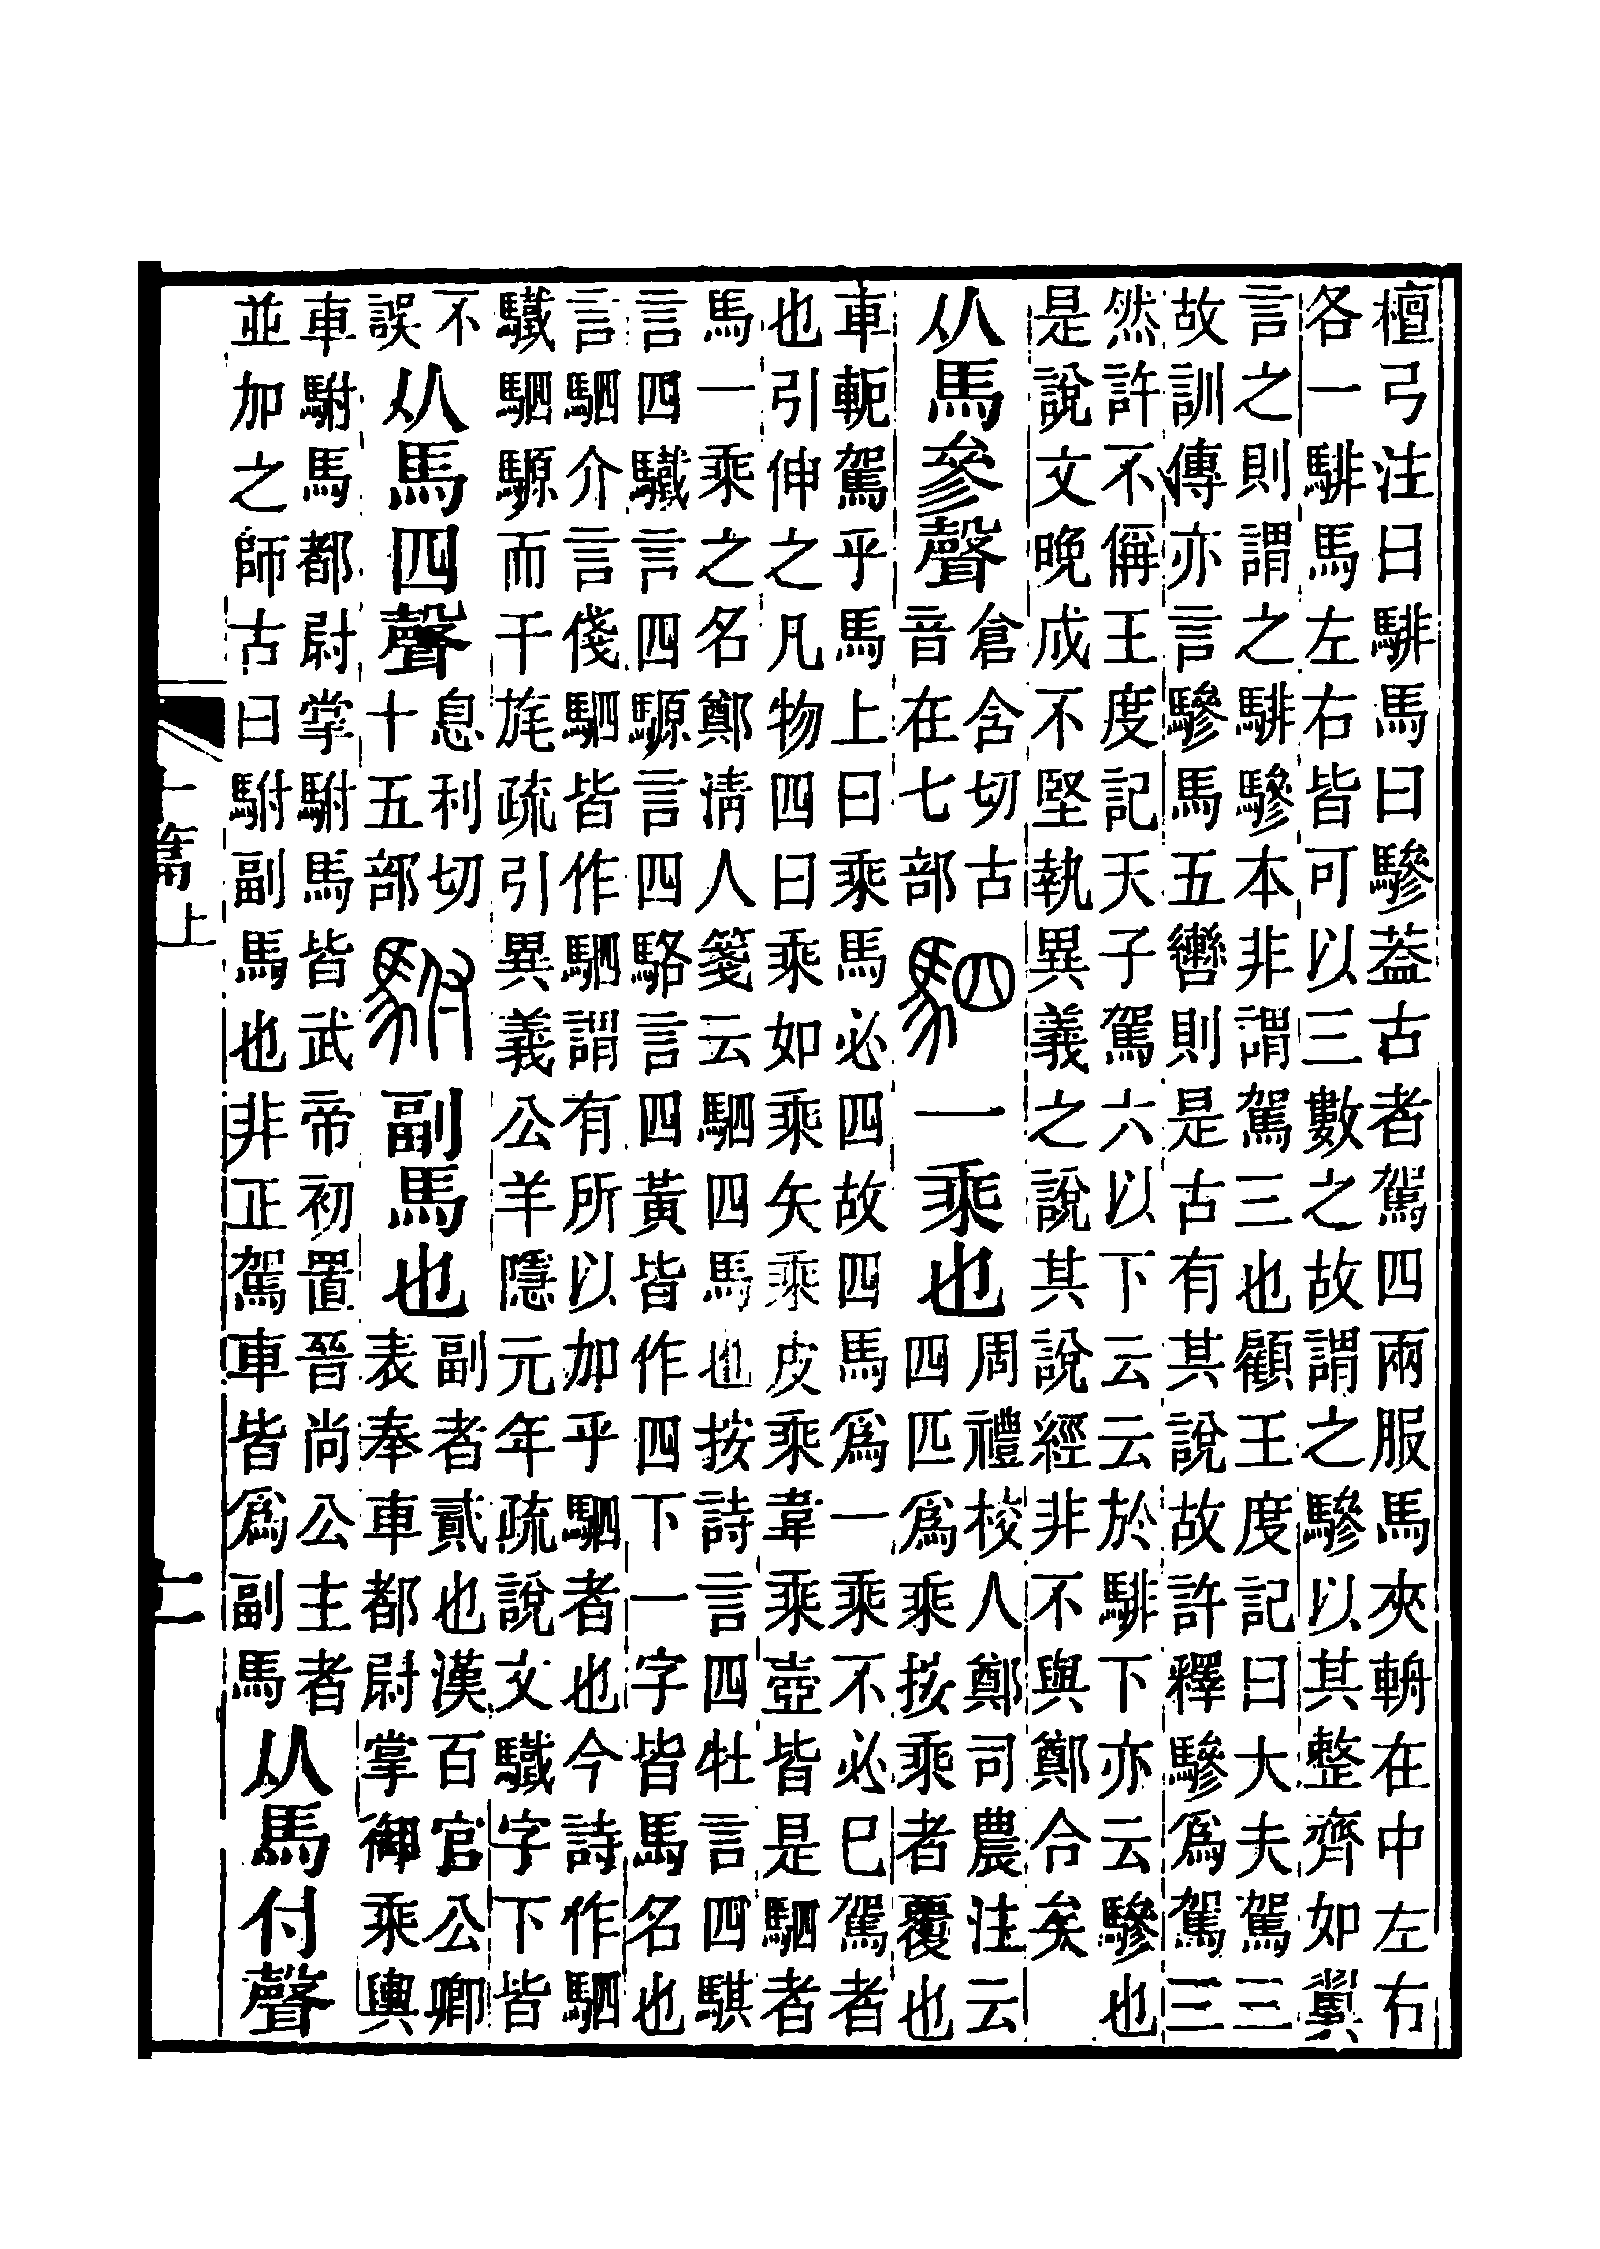 檀弓注曰騑馬曰驂葢古者駕四兩服馬夾輈在中左右
各一騑馬左右皆可以三數之故謂之驂以其整齊如翼
言之則謂之騑驂本非謂駕三也顧王度記曰大夫駕三
故訓傳亦言驂馬五轡則是古有其說故許釋驂爲駕三
然許不偁王度記天子駕六以下云云於騑下亦云驂也
是說文晚成不堅執異義之說其說經非不與鄭合矣
从馬參聲倉含切古音在七部駟一乘也周禮校人鄭司農注云四匹爲乘按乘者覆也
車軛駕乎馬上曰乘馬必四故四馬爲一乘不必巳駕者
也引伸之凡物四曰乘如乘矢乘皮乘韋乘壺皆是駟者
馬一乘之名鄭淸人箋云駟四馬也按詩言四牡言四騏
言四驖言四騵言四駱言四黃皆作四下一字皆馬名也
言駟介言俴駟皆作駟謂有所以加乎駟者也今詩作駟
驖駟騵而干旄疏引異義公羊隱元年疏說文驖字下皆
不誤从馬四聲息利切十五部駙副馬也副者貳也漢百官公卿表奉車都尉掌御乘輿
車駙馬都尉掌駙馬皆武帝初置晉尚公主者
並加之師古曰駙副馬也非正駕車皆爲副馬从馬付聲
十篇上